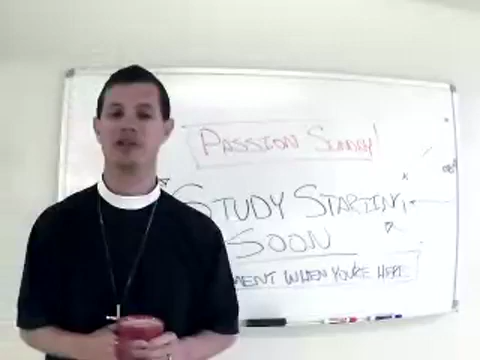 PASSION SUNDAY!
STUDY STARTING
SOON
MENT WHEN YOU'RE HERE